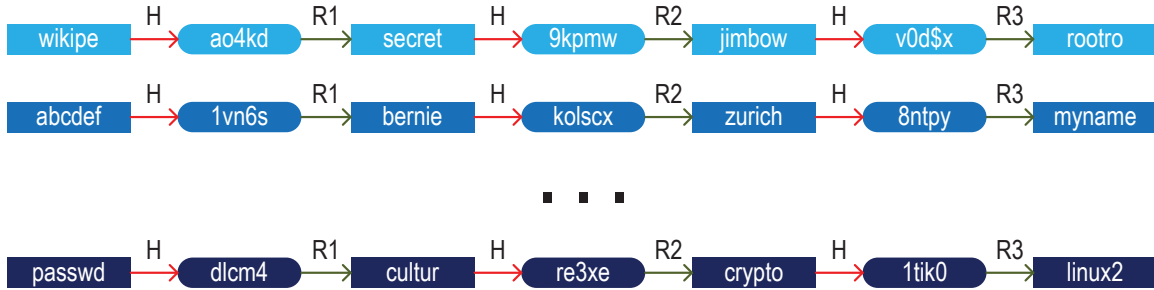 H R1 H R2 H R3
wikipe ao4kd secret 9kpmw jimbow v0d$x rootro
H R1 H R2 H R3
abcdef 1vn6s bernie kolscx zurich 8ntpy myname
. . .
H R1 H R2 H R3
passwd dlcm4 cultur re3xe crypto 1tik0 linux2